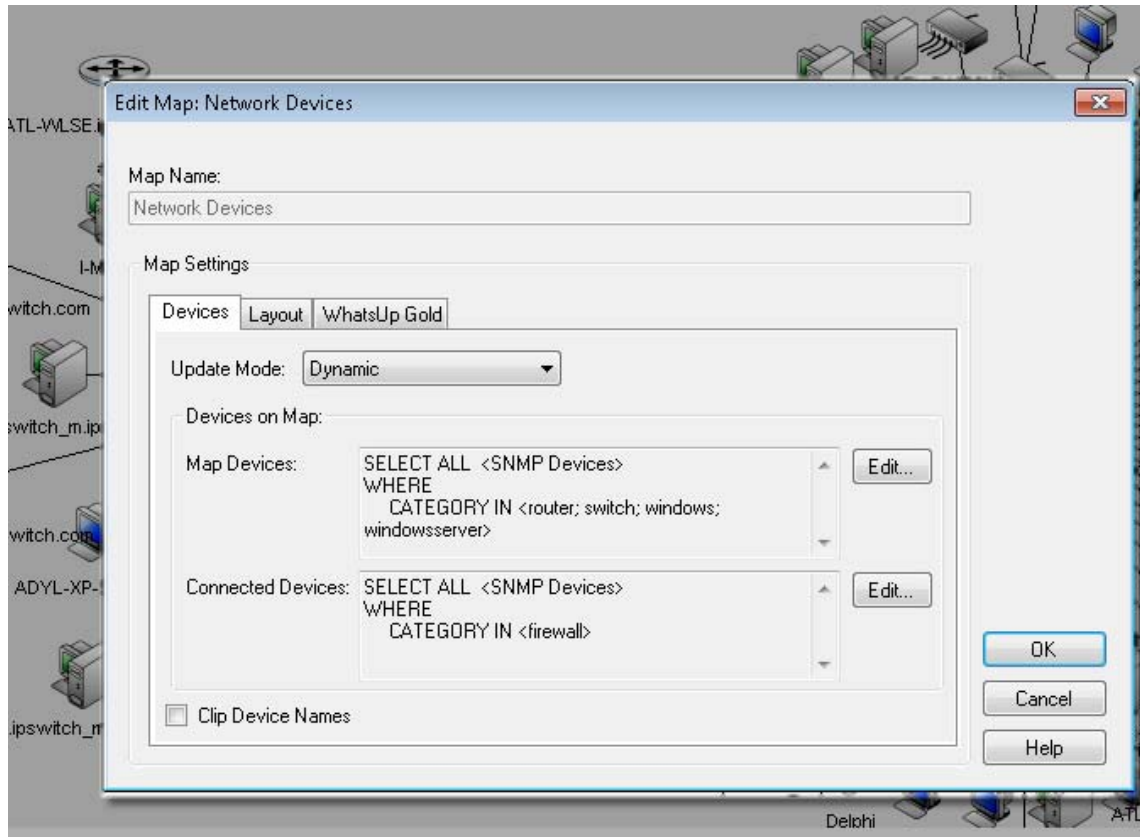 Edit Map: Network Devices
ATL-WLSE.i
Map Name:
Network Devices
I-M
Map Settings
witch.com
Devices
Layout
WhatsUp Gold
Update Mode:
Dynamic
switch_m.ip
Devices on Map:
Map Devices:
SELECT ALL <SNMP Devices>
WHERE
CATEGORY IN <router; switch; windows;
windowsserver>
Edit...
witch.com
ADYL-XP-
Connected Devices:
SELECT ALL <SNMP Devices>
WHERE
CATEGORY IN <firewall>
Edit...
OK
Clip Device Names
Cancel
.ipswitch_m
Help
Delphi
ATL